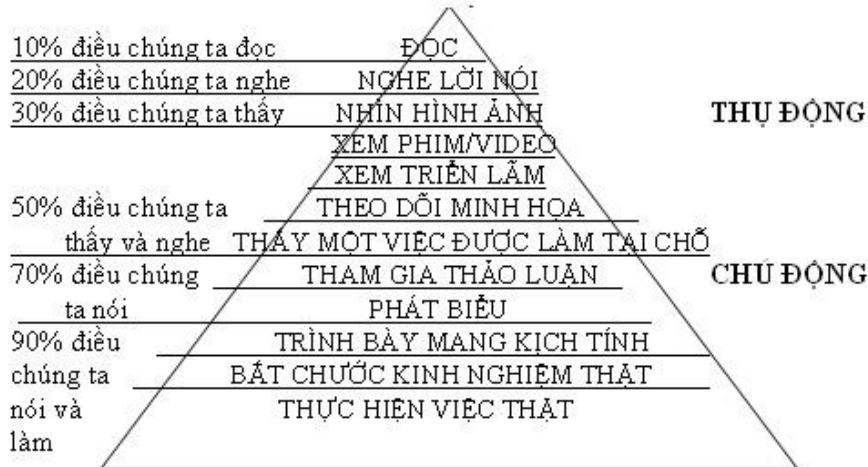 10% điều chúng ta đọc ĐỌC
20% điều chúng ta nghe NGHE LỜI NÓI
30% điều chúng ta thấy NHÌN HÌNH ẢNH THỤ ĐỘNG
XEM PHIM/VIDEO
XEM TRIỄN LÃM
50% điều chúng ta THEO DÕI MINH HỌA
thấy và nghe THẤY MỘT VIỆC ĐƯỢC LÀM TẠI CHỖ
70% điều chúng THAM GIA THẢO LUẬN CHỦ ĐỘNG
ta nói PHÁT BIỂU
90% điều TRÌNH BÀY MANG KỊCH TÍNH
chúng ta BẮT CHƯỚC KINH NGHIỆM THẬT
nói và THỰC HIỆN VIỆC THẬT
làm